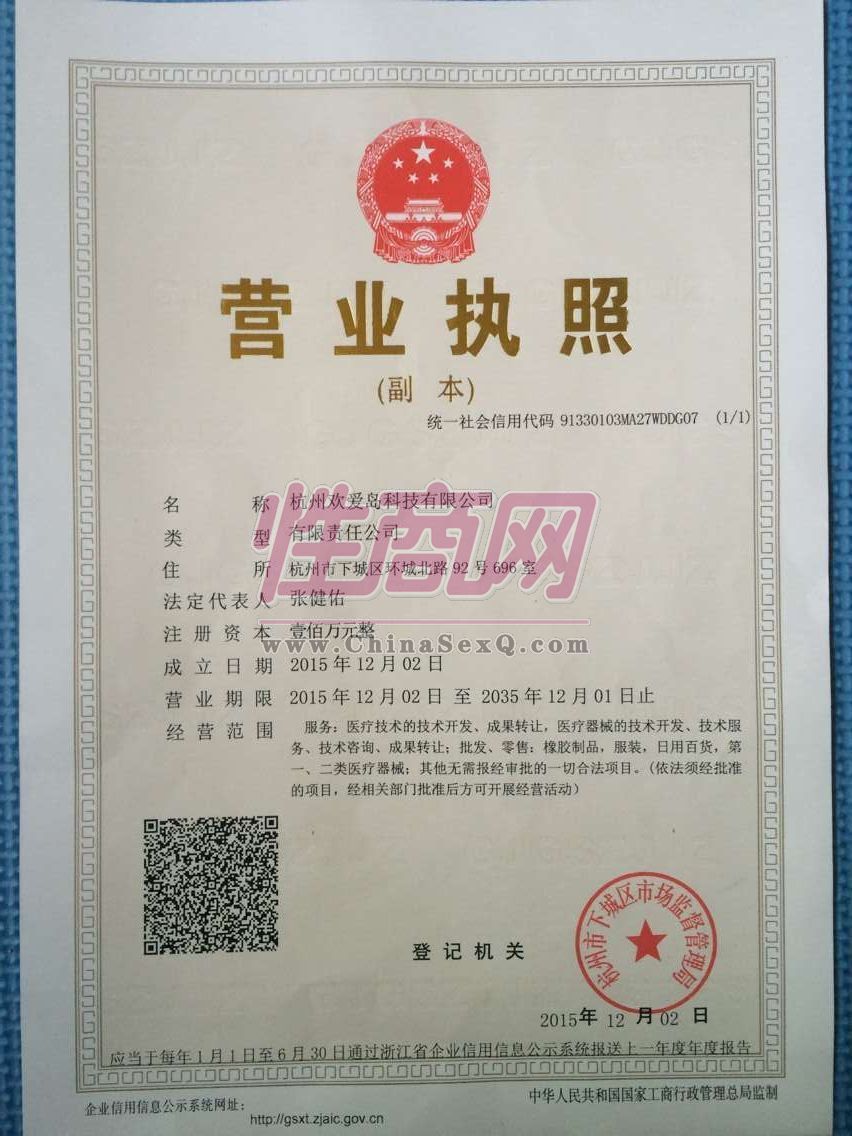 营业执照
(副 本)
统一社会信用代码 91330103MA27WDDG07 (1/1)
名 称 杭州欢爱岛科技有限公司
类 型 有限责任公司
住 所 杭州市下城区环城北路92号696室
法定代表人 张健佑
注册资本 壹佰万元整
成立日期 2015年12月02日
营业期限 2015年12月02日 至 2035年12月01日止
经营范围 服务：医疗技术的技术开发、成果转让，医疗器械的技术开发、技术服
务、技术咨询、成果转让；批发、零售：橡胶制品，服装，日用百货，第
一、二类医疗器械；其他无需报经审批的一切合法项目。（依法须经批准
的项目，经相关部门批准后方可开展经营活动）
性商网
www.ChinaSexQ.com
登记机关
杭州市下城区市场监督管理局
2015年 12 月 02 日
应当于每年1月1日至6月30日通过浙江省企业信用信息公示系统报送上一年度年度报告
企业信用信息公示系统网址：
http://gsxt.zjaic.gov.cn
中华人民共和国国家工商行政管理总局监制